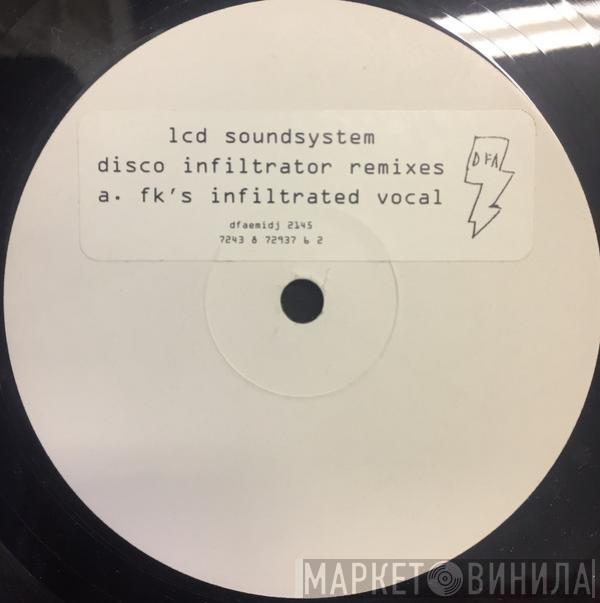 lcd soundsystem
disco infiltrator remixes
a. fk's infiltrated vocal
dfaemidj 2145
7243 8 72937 6 2
DFA
МАРКЕТ ВИНИЛА